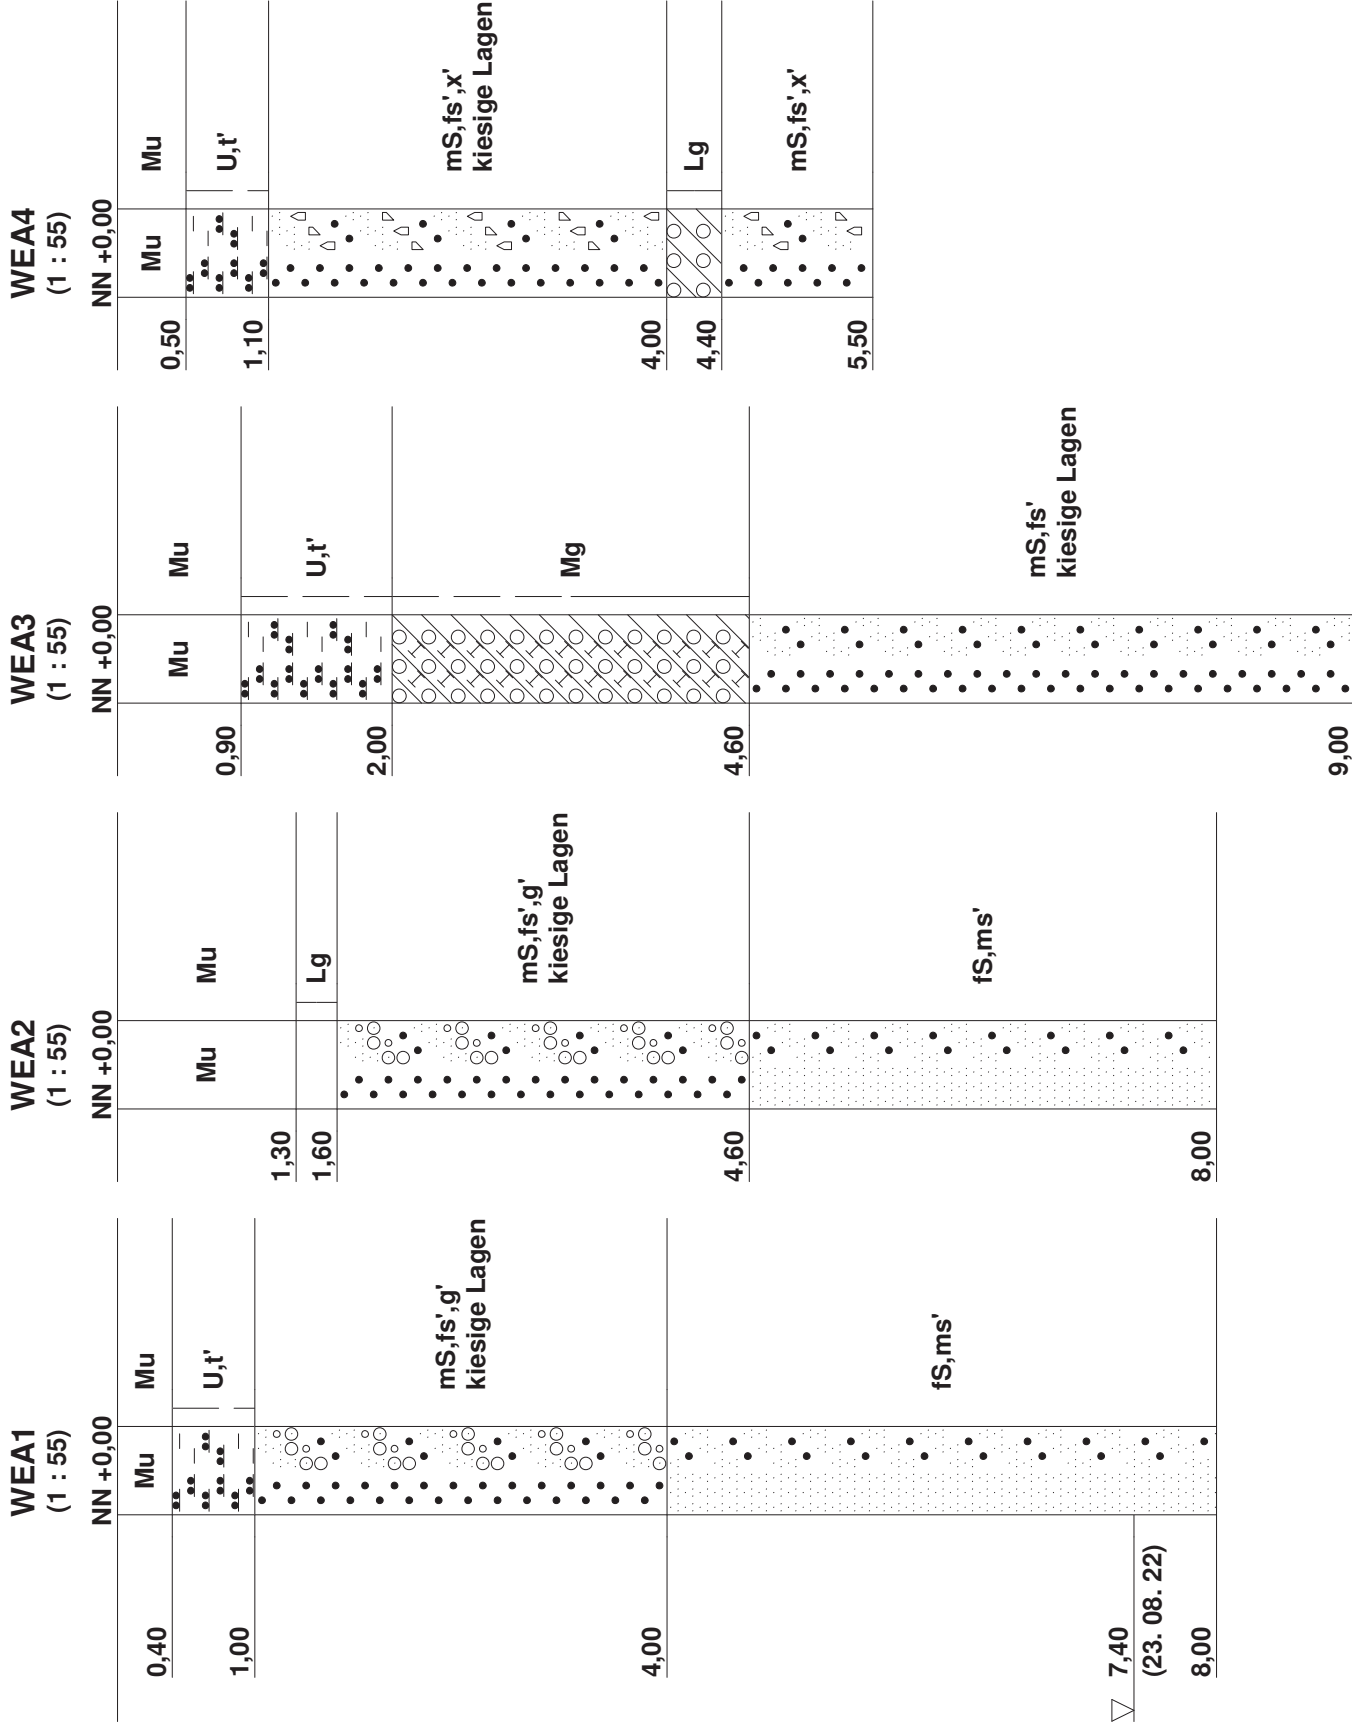 WEA1
(1 : 55)
NN +0,00
Mu
Mu
0,40
U,t'
1,00
mS,fs',g'
kiesige Lagen
4,00
fS,ms'
7,40
(23. 08. 22)
8,00
WEA2
(1 : 55)
NN +0,00
Mu
Mu
1,30
Lg
1,60
mS,fs',g'
kiesige Lagen
4,60
fS,ms'
8,00
WEA3
(1 : 55)
NN +0,00
Mu
Mu
0,90
U,t'
2,00
Mg
4,60
mS,fs'
kiesige Lagen
9,00
WEA4
(1 : 55)
NN +0,00
Mu
Mu
0,50
U,t'
1,10
mS,fs',x'
kiesige Lagen
4,00
Lg
4,40
mS,fs',x'
5,50